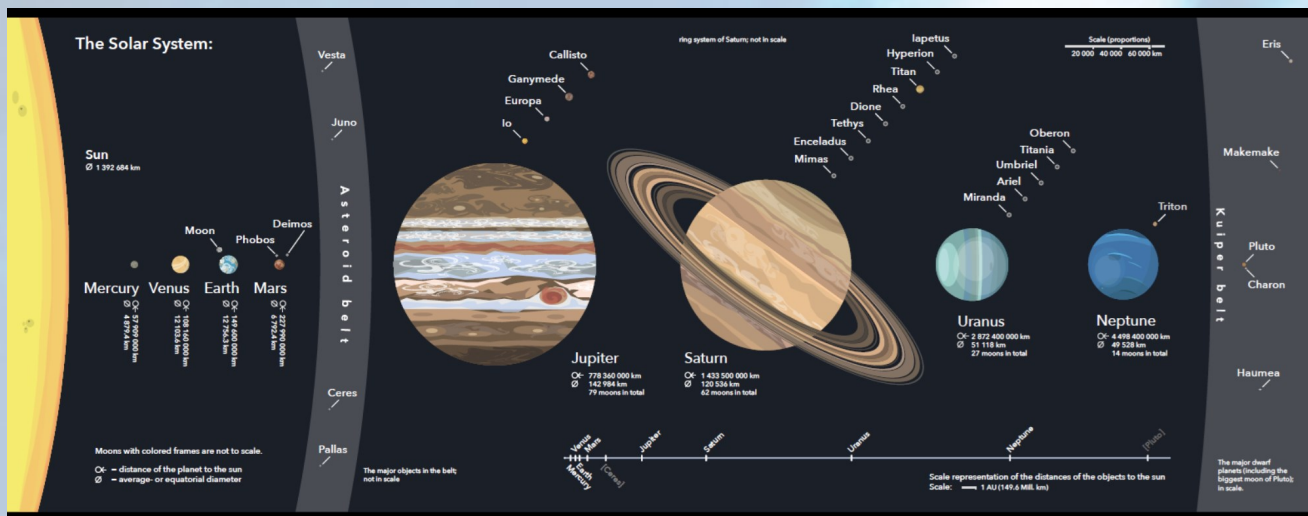 The Solar System:
Sun
Ø 1 392 684 km
Mercury
57 909 000 km
Ø 4 879.4 km
Venus
108 160 000 km
Ø 12 103.6 km
Moon
Earth
149 600 000 km
Ø 12 756.3 km
Phobos
Deimos
Mars
227 990 000 km
Ø 6 792.4 km
Moons with colored frames are not to scale.
– distance of the planet to the sun
Ø – average- or equatorial diameter
Vesta
Juno
Asteroid belt
Ceres
Pallas
The major objects in the belt;
not in scale
Callisto
Ganymede
Europa
Io
Jupiter
778 360 000 km
Ø 142 984 km
79 moons in total
ring system of Saturn; not in scale
Iapetus
Hyperion
Titan
Rhea
Dione
Tethys
Enceladus
Mimas
Saturn
1 433 500 000 km
Ø 120 536 km
62 moons in total
Scale (proportions)
20 000 40 000 60 000 km
Oberon
Titania
Umbriel
Ariel
Miranda
Uranus
2 872 400 000 km
Ø 51 118 km
27 moons in total
Triton
Neptune
4 498 400 000 km
Ø 49 528 km
14 moons in total
Mercury
Venus
Earth
Mars
[Ceres]
Jupiter
Saturn
Uranus
Neptune
[Pluto]
Scale representation of the distances of the objects to the sun
Scale: 1 AU (149.6 Mill. km)
Eris
Makemake
Kuiper belt
Pluto
Charon
Haumea
The major dwarf
planets (including the
biggest moon of Pluto);
in scale.